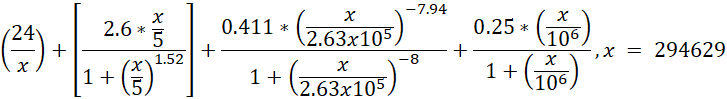 (24/x) + [2.6 * x/5 / 1 + (x/5)^1.52] + 0.411 * (x/2.63x10^5)^−7.94 / 1 + (x/2.63x10^5)^−8 + 0.25 * (x/10^6) / 1 + (x/10^6) , x = 294629